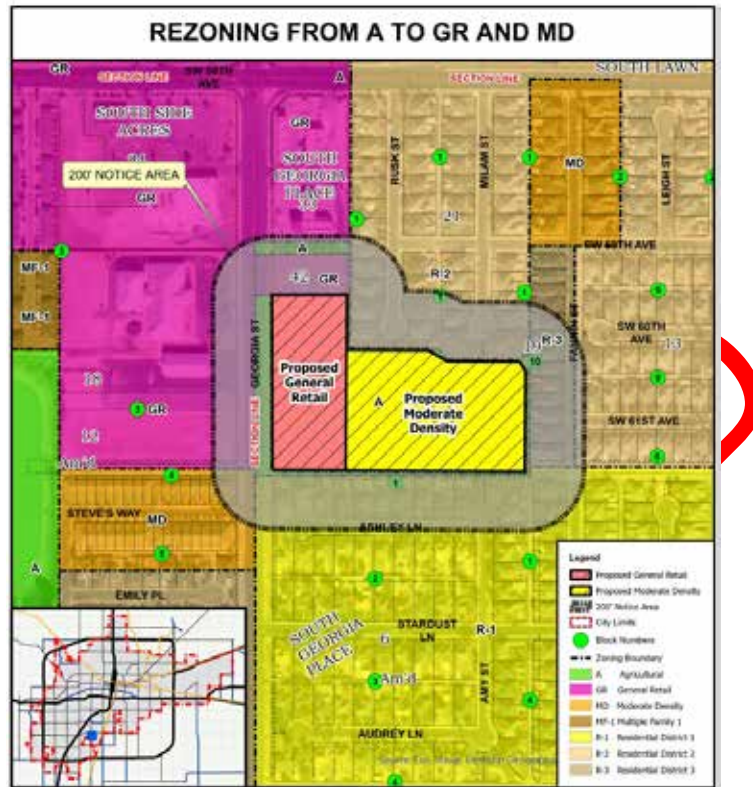 REZONING FROM A TO GR AND MD
GR
SECTION LINE
AVE
A
SECTION LINE
SOUTH LAWN
SOUTH SIDE
ACRES
GR
SOUTH
GEORGIA
PLACE
RUSK ST
MILAM ST
MD
LEIGH ST
200' NOTICE AREA
GR
21
A
SW 59TH AVE
MF-1
MF-1
GR
R-2
GEORGIA ST
R-3
SW 60TH
AVE
13
Proposed
General
Retail
A
Proposed
Moderate
Density
10
GR
SECTION LINE
SW 61ST AVE
12
Am'd
STEVE'S WAY
MD
ASHLEY LN
A
EMILY PL
SOUTH
GEORGIA
PLACE
STARDUST
LN
R-1
6
Am'd
AMY ST
AUDREY LN
Legend
Proposed General Retail
Proposed Moderate Density
200' Notice Area
City Limits
Block Numbers
Zoning Boundary
A Agricultural
GR General Retail
MD Moderate Density
MF-1 Multiple Family 1
R-1 Residential District 1
R-2 Residential District 2
R-3 Residential District 3